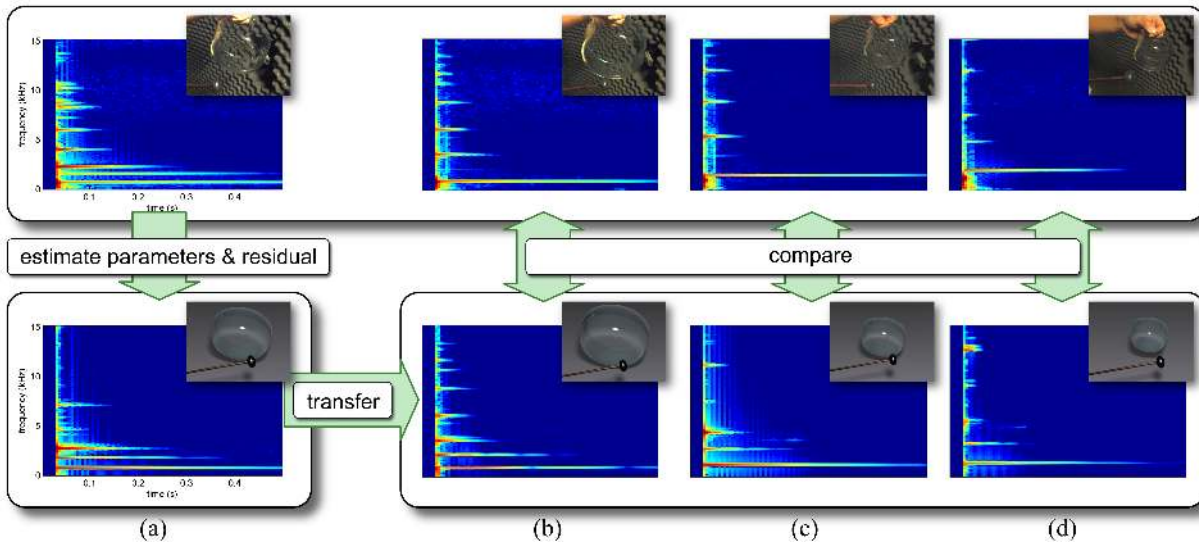 15
10
5
0
frequency (kHz)
0.1 0.2 0.3 0.4
time (s)
estimate parameters & residual
compare
15
10
5
0
frequency (kHz)
0.1 0.2 0.3 0.4
time (s)
transfer
(a) (b) (c) (d)